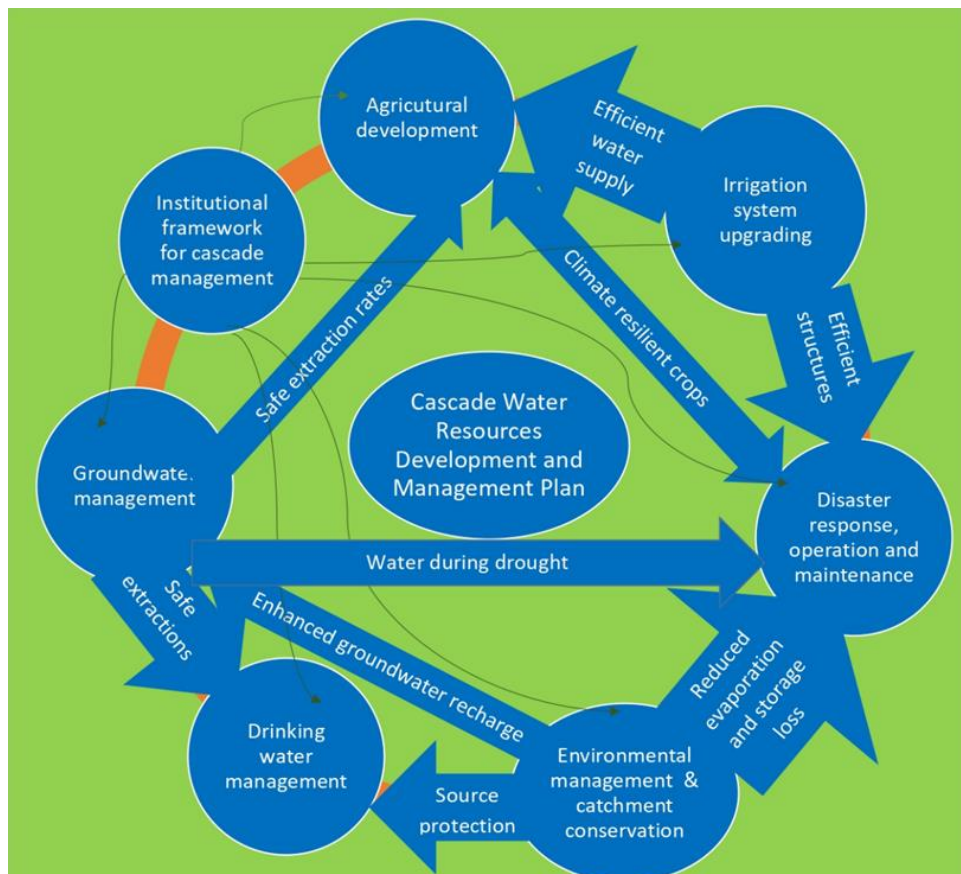 Agricutural
development
Efficient
water
supply
Irrigation
system
upgrading
Institutional
framework
for cascade
management
Safe extraction rates
Climate resilient crops
Efficient
structures
Cascade Water
Resources
Development and
Management Plan
Groundwater
management
Disaster
response,
operation and
maintenance
Water during drought
Safe
extractions
Enhanced groundwater recharge
Reduced
evaporation
and storage
loss
Drinking
water
management
Source
protection
Environmental
management &
catchment
conservation